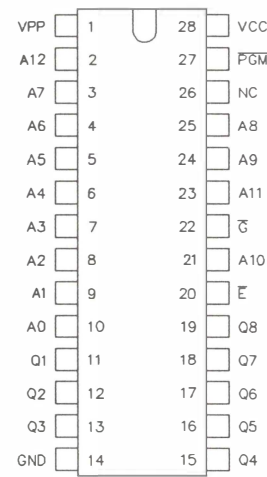 VPP 1 28 VCC
A12 2 27 P̅G̅M̅
A7 3 26 NC
A6 4 25 A8
A5 5 24 A9
A4 6 23 A11
A3 7 22 G̅
A2 8 21 A10
A1 9 20 E̅
A0 10 19 Q8
Q1 11 18 Q7
Q2 12 17 Q6
Q3 13 16 Q5
GND 14 15 Q4